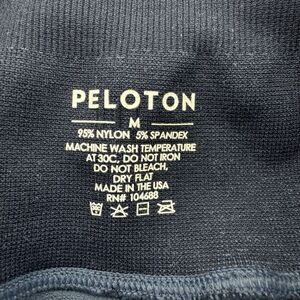 PELOTON
M
95% NYLON 5% SPANDEX
MACHINE WASH TEMPERATURE
AT 30C, DO NOT IRON
DO NOT BLEACH,
DRY FLAT
MADE IN THE USA
RN# 104688